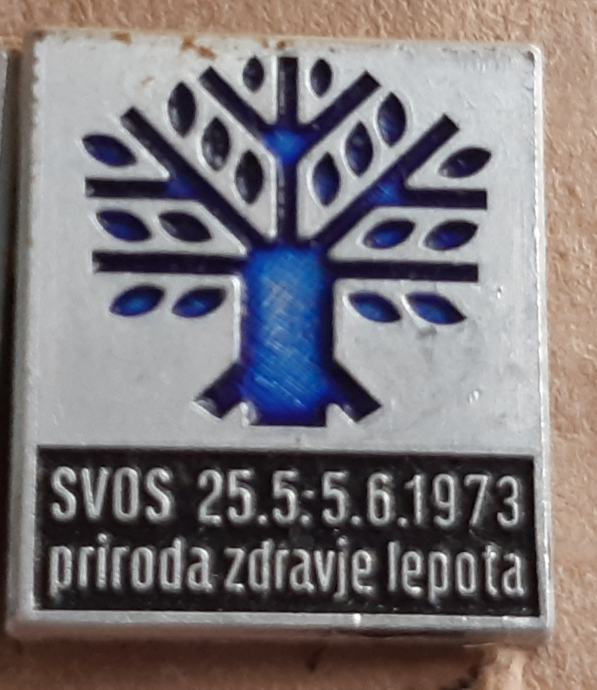 SVOS 25.5.-5.6.1973
priroda zdravje lepota